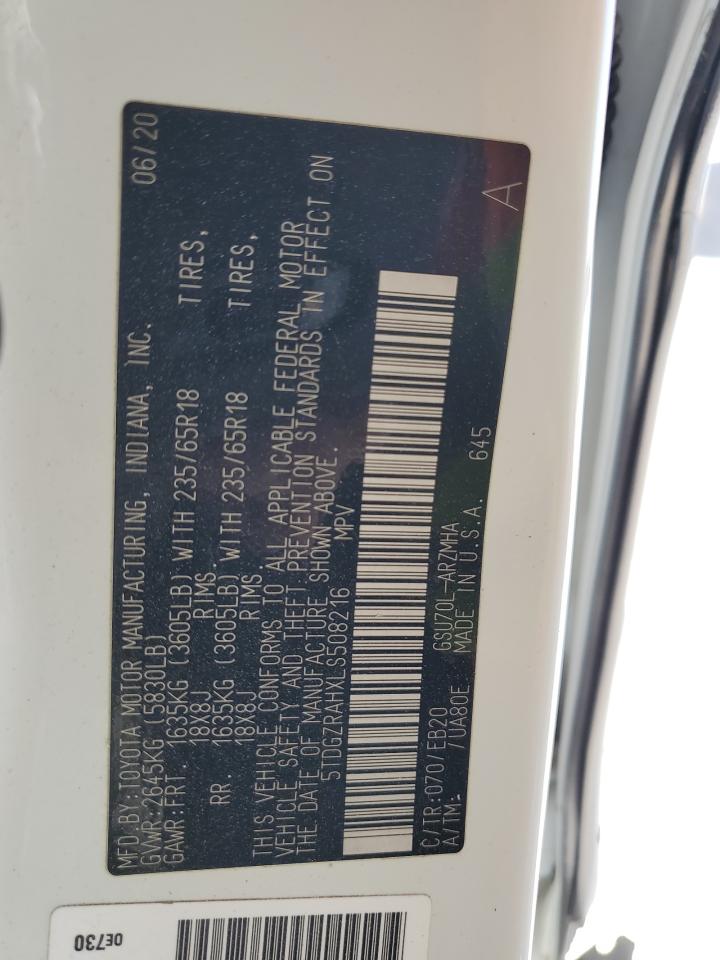 MFD.BY:TOYOTA MOTOR MANUFACTURING, INDIANA, INC. 06/20
GVWR:2645KG (5830LB)
GAWR:FRT. 1635KG (3605LB) WITH 235/65R18 TIRES,
18X8J RIMS.
RR. 1635KG (3605LB) WITH 235/65R18 TIRES,
18X8J RIMS.
THIS VEHICLE CONFORMS TO ALL APPLICABLE FEDERAL MOTOR
VEHICLE SAFETY AND THEFT PREVENTION STANDARDS IN EFFECT ON
THE DATE OF MANUFACTURE SHOWN ABOVE.
5TDGZRAHXLS508216 MPV
C/TR:070/EB20 GSU70L-ARZMHA
A/TM: /UA80E MADE IN U.S.A. 645 A
0E730